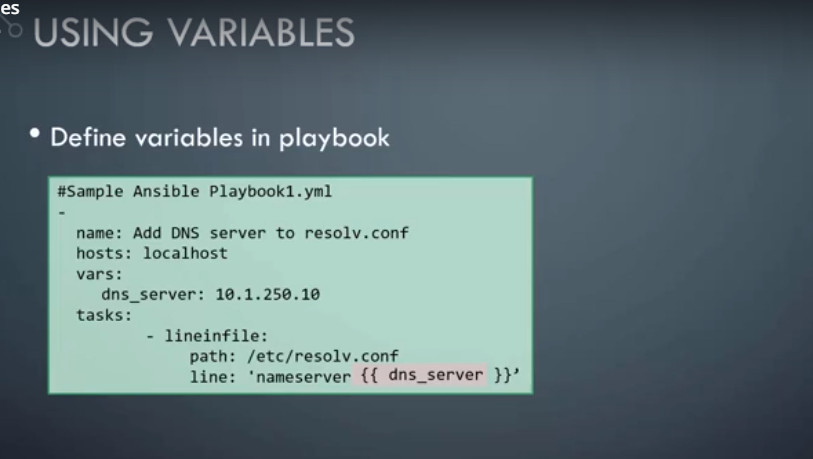 es
USING VARIABLES
• Define variables in playbook
#Sample Ansible Playbook1.yml
-
name: Add DNS server to resolv.conf
hosts: localhost
vars:
dns_server: 10.1.250.10
tasks:
- lineinfile:
path: /etc/resolv.conf
line: 'nameserver {{ dns_server }}’